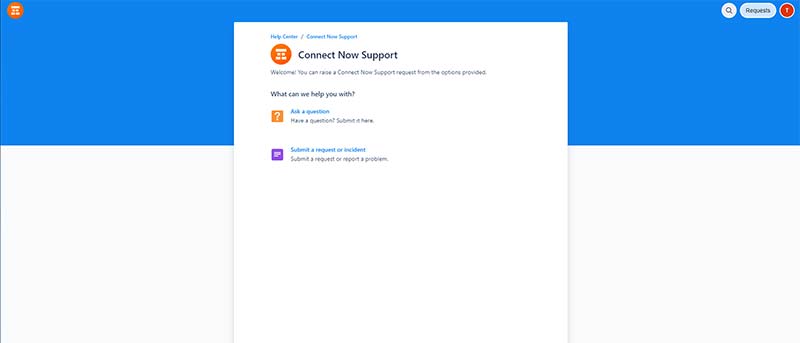 Requests
Help Center / Connect Now Support
Connect Now Support
Welcome! You can raise a Connect Now Support request from the options provided.
What can we help you with?
Ask a question
Have a question? Submit it here.
Submit a request or incident
Submit a request or report a problem.